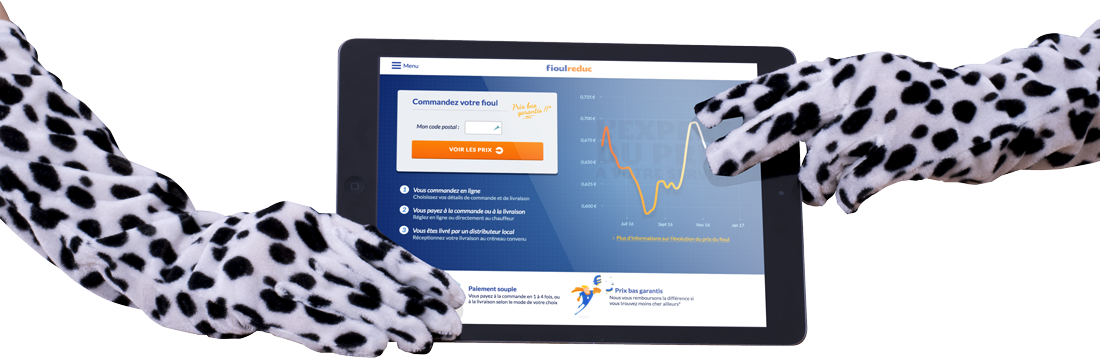 Menu
fioulreduc
Commandez votre fioul
Prix bas
garantis !!*
Mon code postal :
VOIR LES PRIX
1 Vous commandez en ligne
Choisissez vos détails de commande et de livraison
2 Vous payez à la commande ou à la livraison
Réglez en ligne ou directement au chauffeur
3 Vous êtes livré par un distributeur local
Réceptionnez votre livraison au créneau convenu
0,725 €
0,700 €
0,675 €
0,650 €
0,625 €
0,600 €
Juil 16
Sept 16
Nov 16
Jan 17
› Plus d'informations sur l'évolution du prix du fioul
Paiement souple
Vous payez à la commande en 1 à 4 fois, ou
à la livraison selon le mode de votre choix
€
Prix bas garantis
Nous vous remboursons la différence si
vous trouvez moins cher ailleurs*